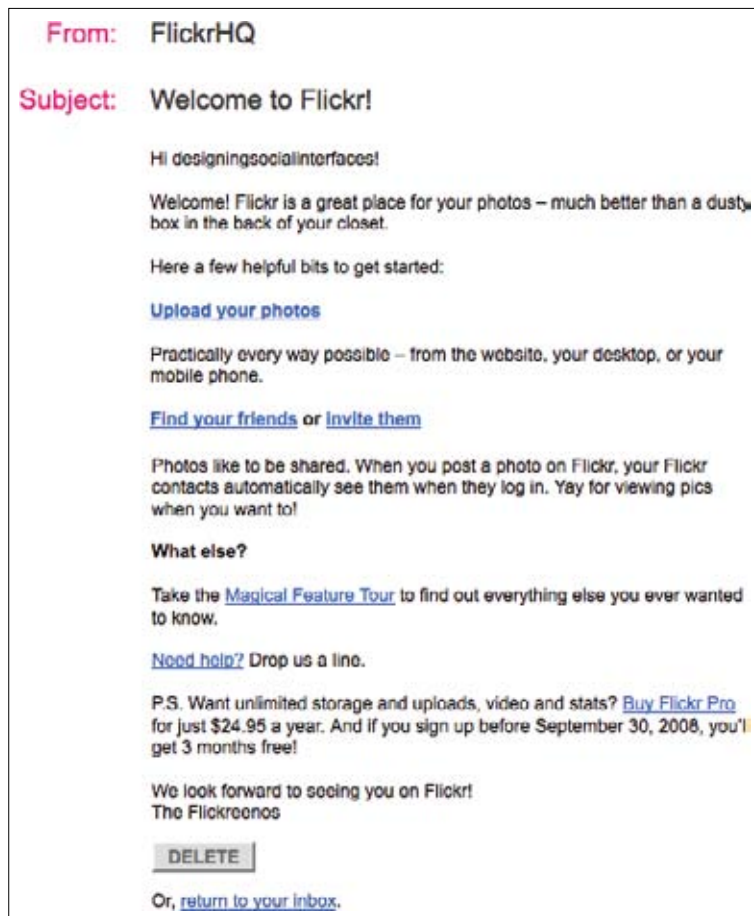 From: FlickrHQ
Subject: Welcome to Flickr!
Hi designingsocialinterfaces!
Welcome! Flickr is a great place for your photos – much better than a dusty
box in the back of your closet.
Here a few helpful bits to get started:
Upload your photos
Practically every way possible – from the website, your desktop, or your
mobile phone.
Find your friends or invite them
Photos like to be shared. When you post a photo on Flickr, your Flickr
contacts automatically see them when they log in. Yay for viewing pics
when you want to!
What else?
Take the Magical Feature Tour to find out everything else you ever wanted
to know.
Need help? Drop us a line.
P.S. Want unlimited storage and uploads, video and stats? Buy Flickr Pro
for just $24.95 a year. And if you sign up before September 30, 2008, you'll
get 3 months free!
We look forward to seeing you on Flickr!
The Flickreenos
DELETE
Or, return to your inbox.